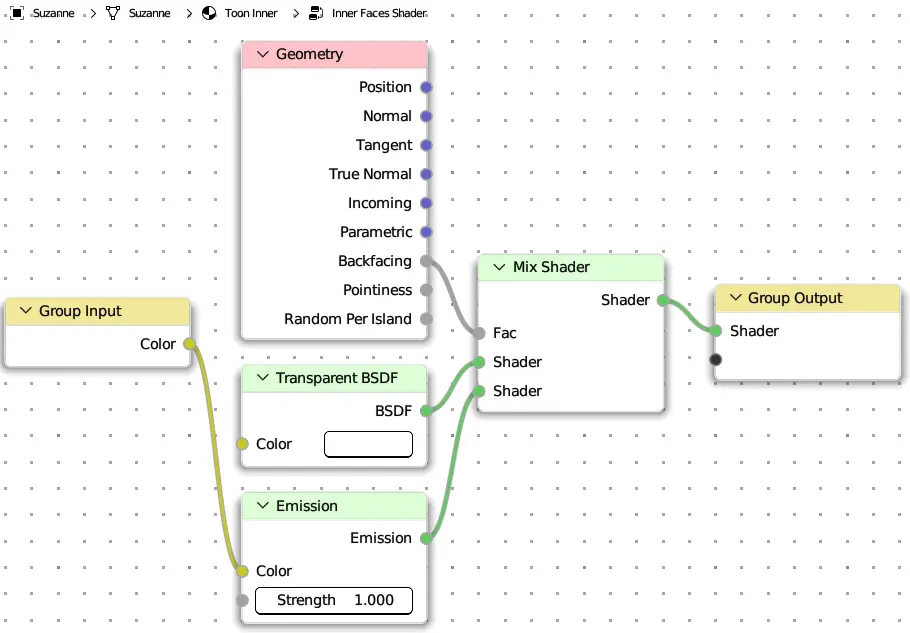 Suzanne > Suzanne > Toon Inner > Inner Faces Shader
Geometry
Position
Normal
Tangent
True Normal
Incoming
Parametric
Backfacing
Pointiness
Random Per Island
Group Input
Color
Transparent BSDF
BSDF
Color
Emission
Emission
Color
Strength 1.000
Mix Shader
Shader
Fac
Shader
Shader
Group Output
Shader